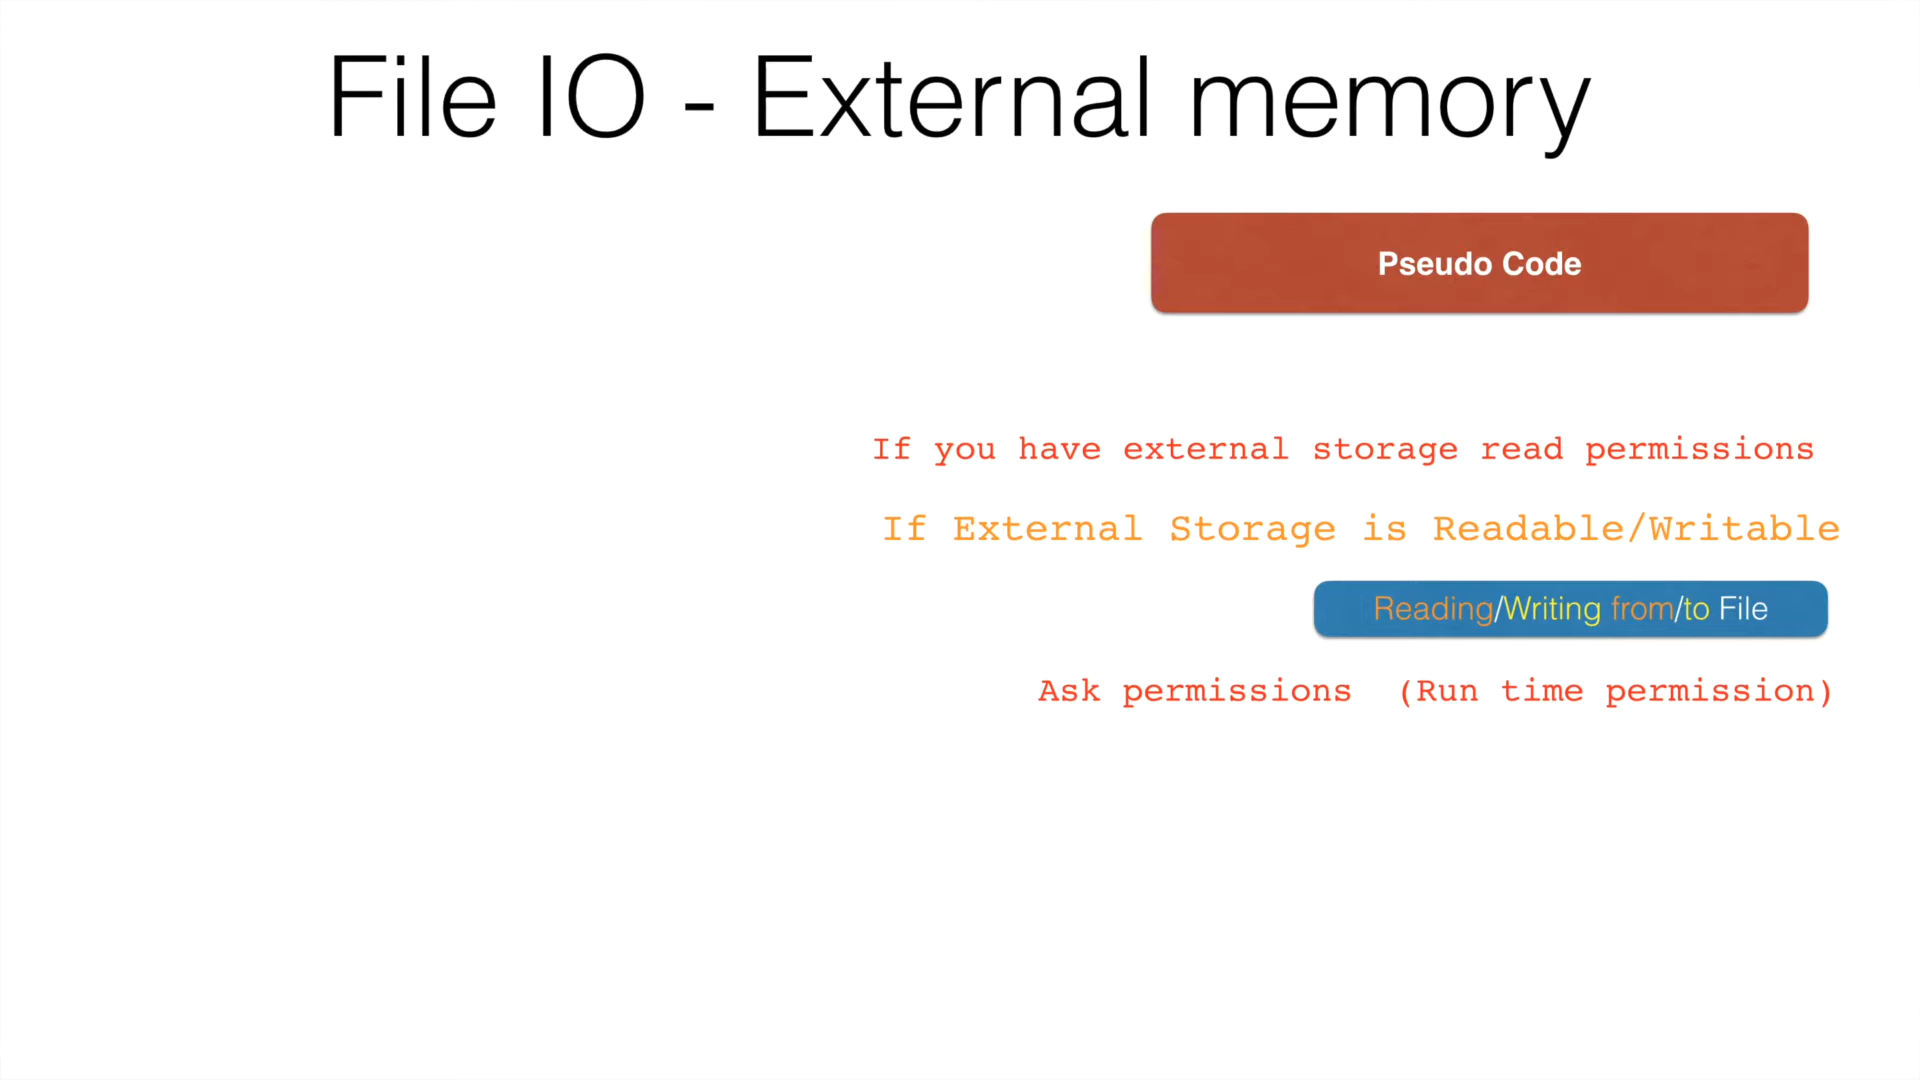 File IO - External memory
Pseudo Code
If you have external storage read permissions
If External Storage is Readable/Writable
Reading/Writing from/to File
Ask permissions (Run time permission)